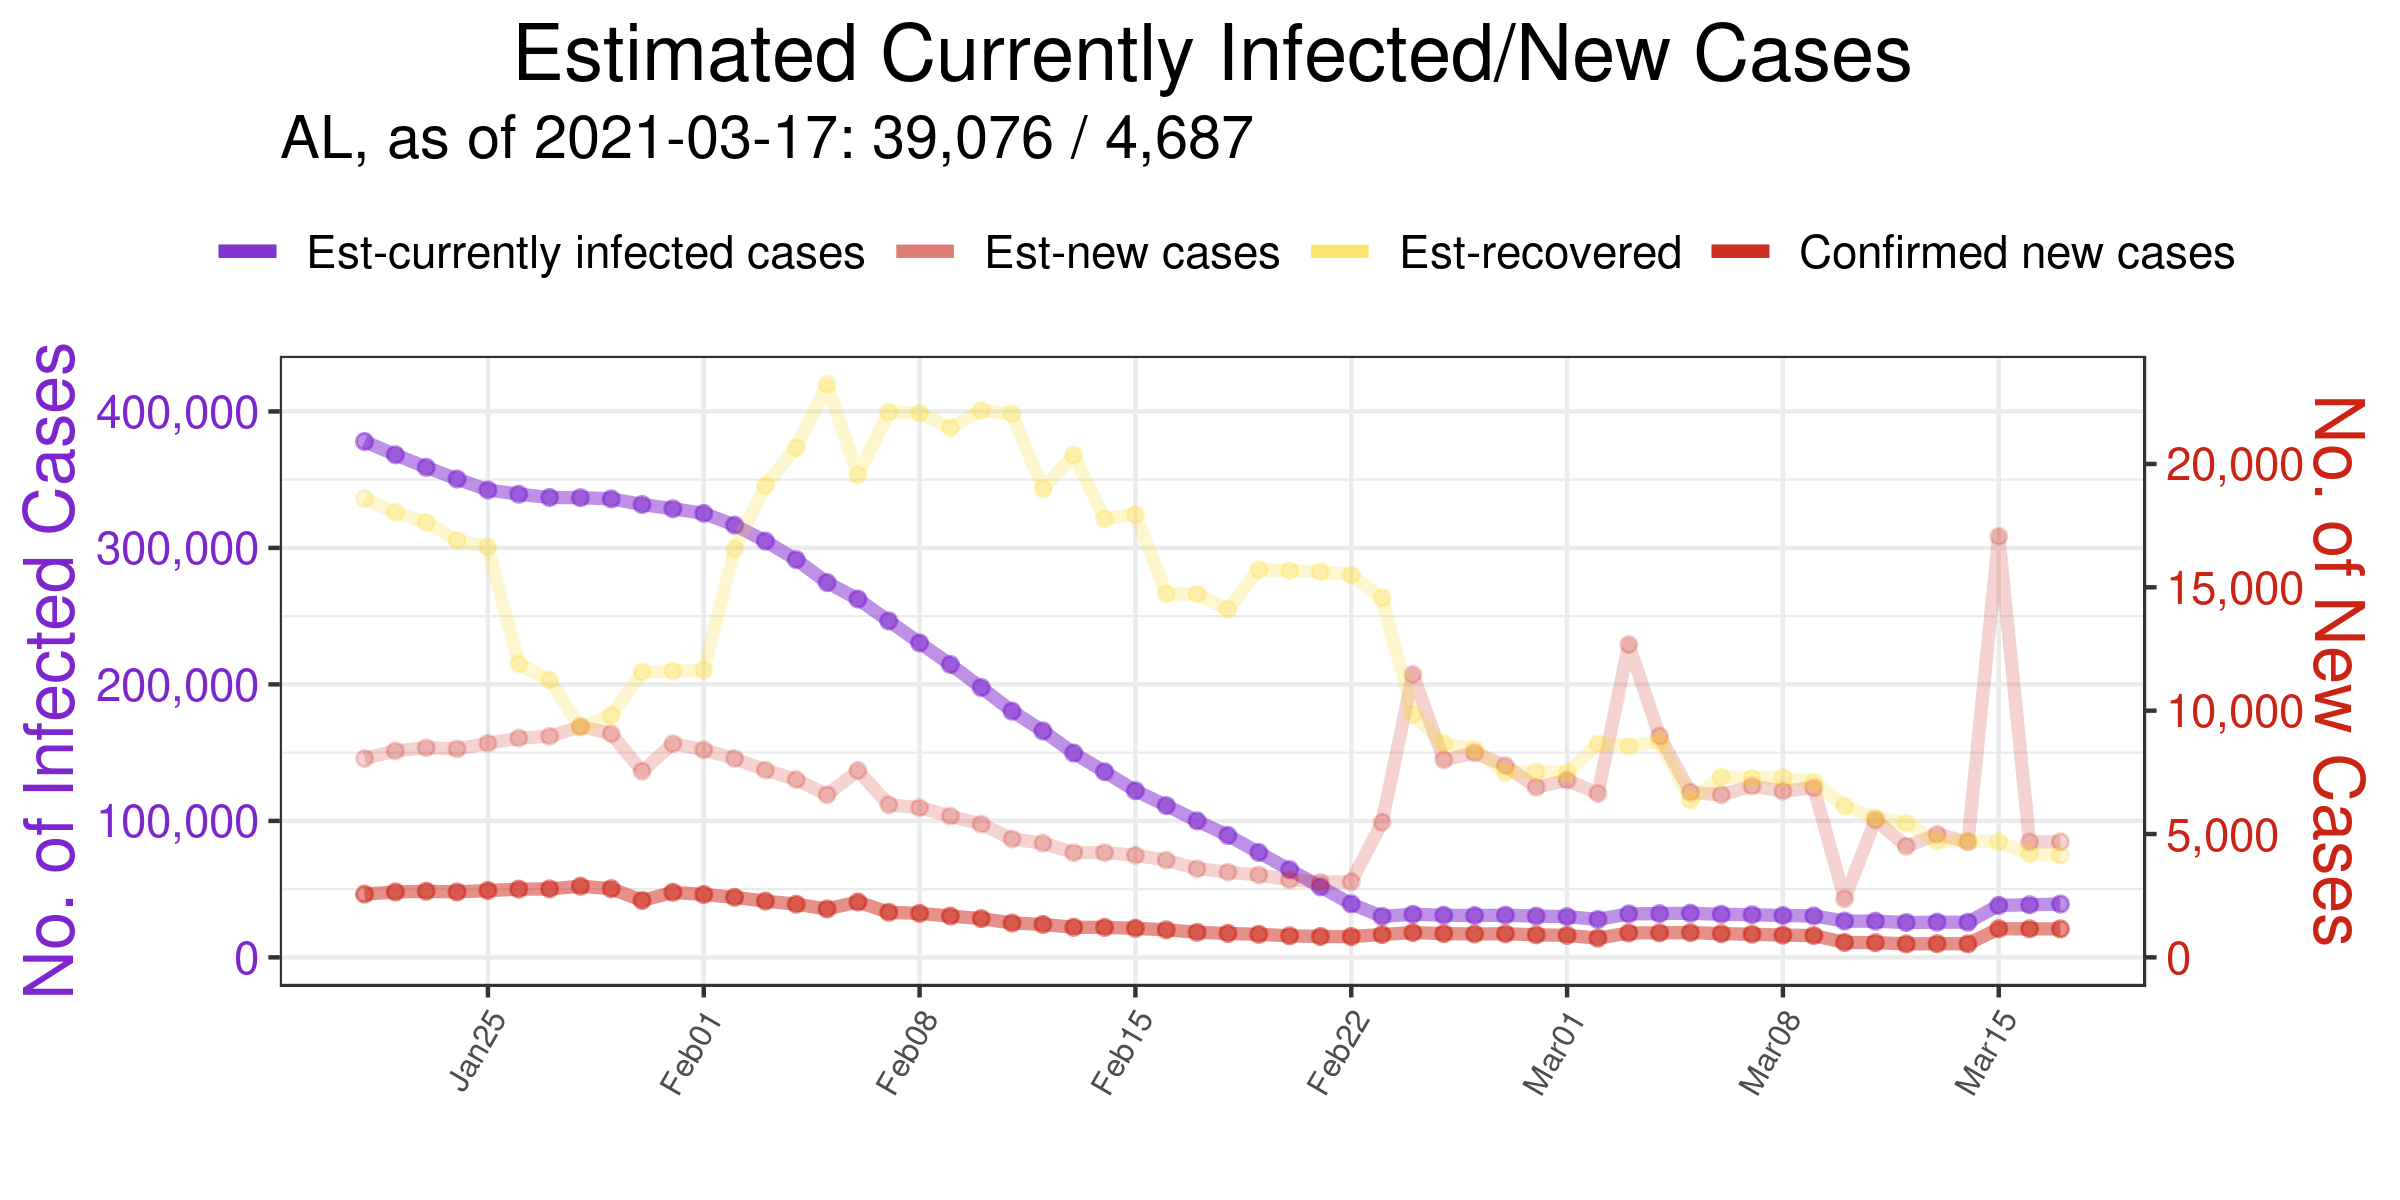 Estimated Currently Infected/New Cases
AL, as of 2021-03-17: 39,076 / 4,687
Est-currently infected cases Est-new cases Est-recovered Confirmed new cases
No. of Infected Cases
400,000
300,000
200,000
100,000
0
20,000
15,000
10,000
5,000
0
No. of New Cases
Jan25 Feb01 Feb08 Feb15 Feb22 Mar01 Mar08 Mar15